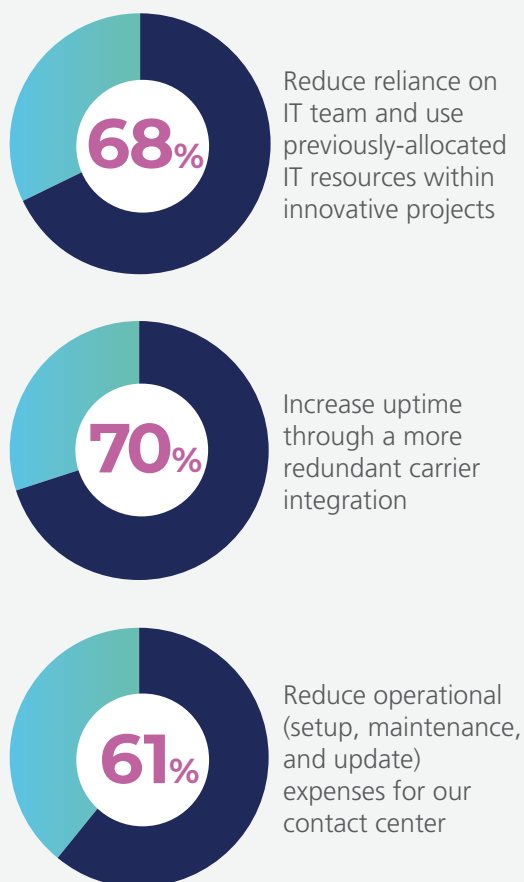 68%
Reduce reliance on
IT team and use
previously-allocated
IT resources within
innovative projects
70%
Increase uptime
through a more
redundant carrier
integration
61%
Reduce operational
(setup, maintenance,
and update)
expenses for our
contact center